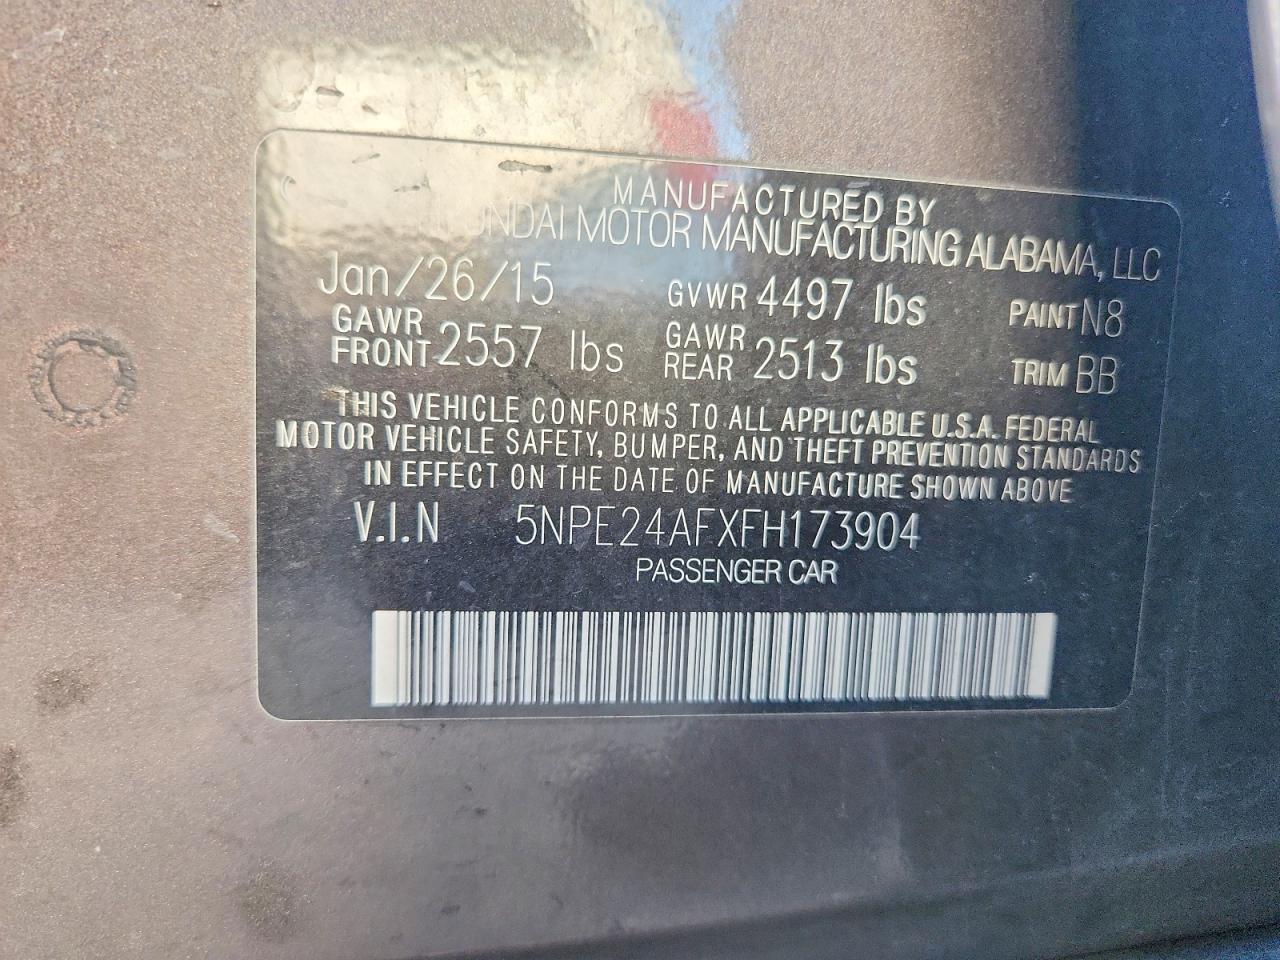 MANUFACTURED BY
HYUNDAI MOTOR MANUFACTURING ALABAMA, LLC
Jan/26/15 GVWR 4497 lbs PAINT N8
GAWR FRONT 2557 lbs GAWR REAR 2513 lbs TRIM BB
THIS VEHICLE CONFORMS TO ALL APPLICABLE U.S.A. FEDERAL
MOTOR VEHICLE SAFETY, BUMPER, AND THEFT PREVENTION STANDARDS
IN EFFECT ON THE DATE OF MANUFACTURE SHOWN ABOVE
V.I.N 5NPE24AFXFH173904
PASSENGER CAR